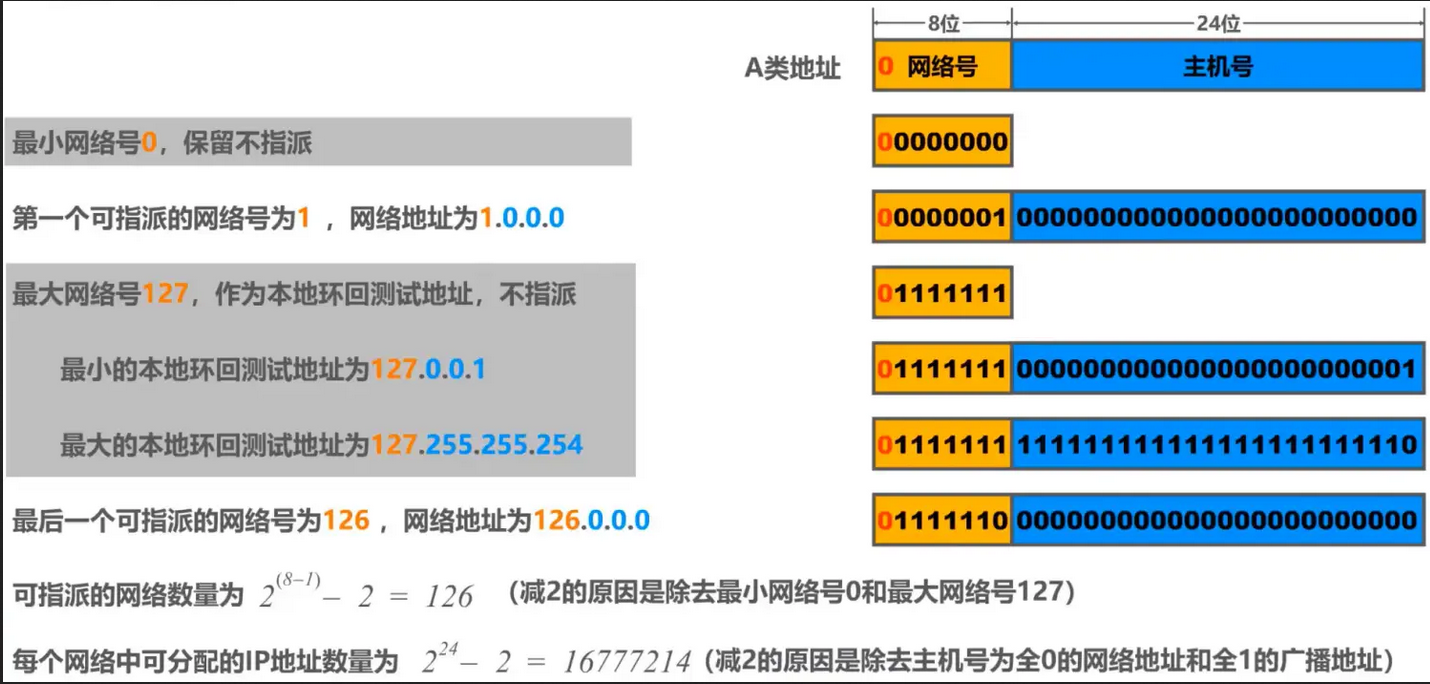 8位 24位
A类地址 0 网络号 主机号
最小网络号0，保留不指派 00000000
第一个可指派的网络号为1 ，网络地址为1.0.0.0 00000001 000000000000000000000000
最大网络号127，作为本地环回测试地址，不指派 01111111
最小的本地环回测试地址为127.0.0.1 01111111 000000000000000000000001
最大的本地环回测试地址为127.255.255.254 01111111 111111111111111111111110
最后一个可指派的网络号为126 ，网络地址为126.0.0.0 01111110 000000000000000000000000
可指派的网络数量为 2^(8–1) – 2 = 126 （减2的原因是除去最小网络号0和最大网络号127）
每个网络中可分配的IP地址数量为 2^24 – 2 = 16777214（减2的原因是除去主机号为全0的网络地址和全1的广播地址）